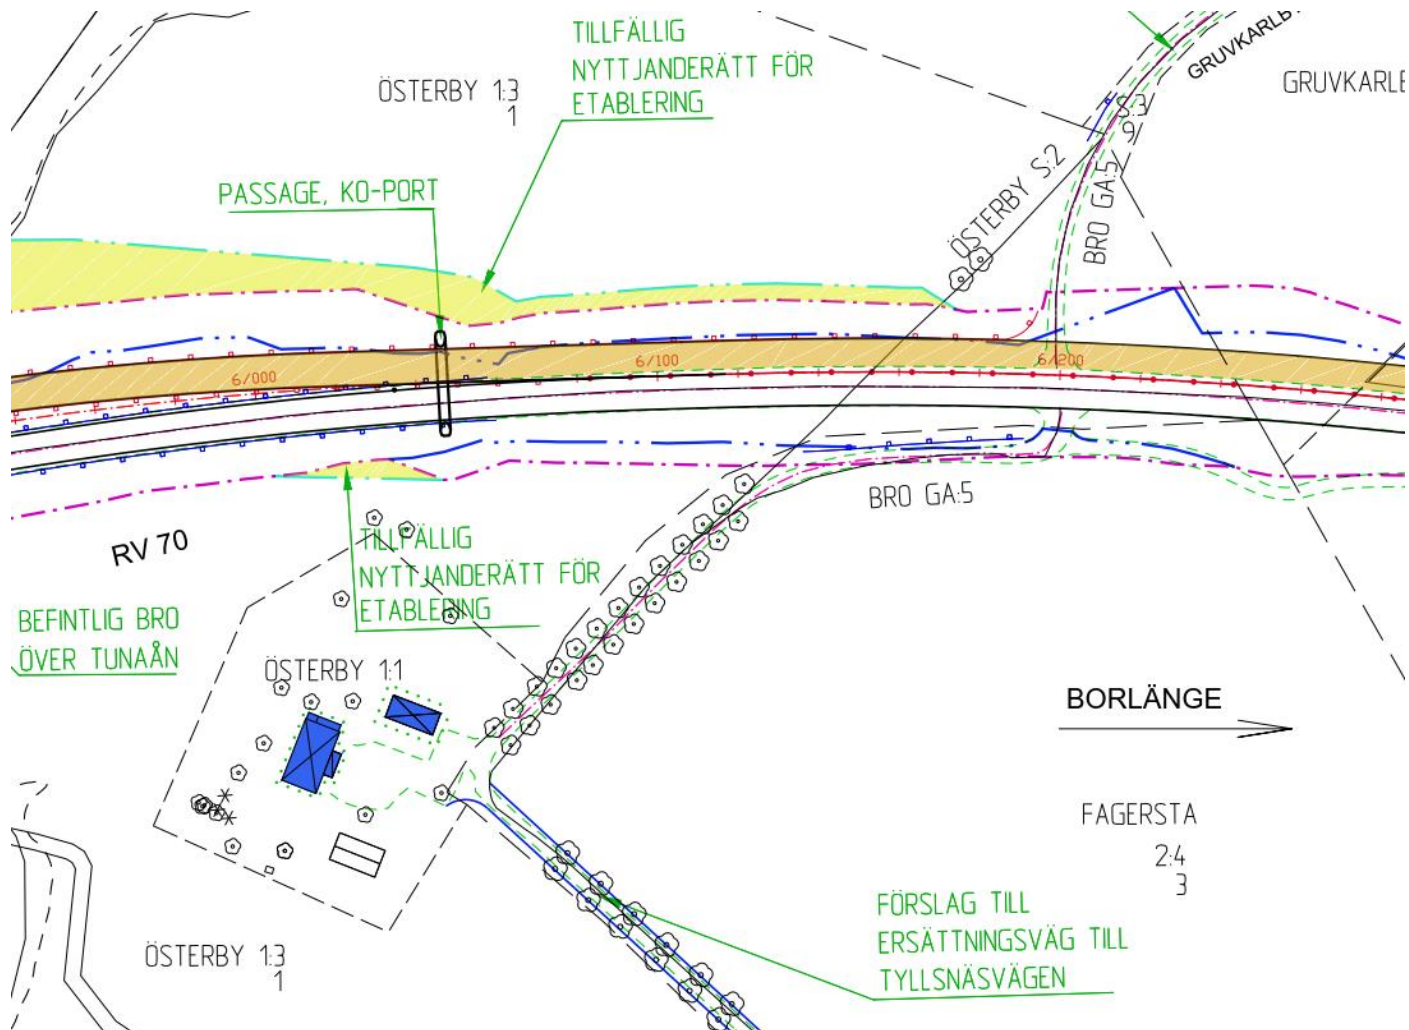 TILLFÄLLIG
NYTTJANDERÄTT FÖR
ETABLERING
ÖSTERBY 1:3
1
GRUVKARLBY
GRUVKARLB
S:3
9
ÖSTERBY S:2
BRO GA:5
PASSAGE, KO-PORT
6/000
6/100
6/200
BRO GA:5
RV 70
TILLFÄLLIG
NYTTJANDERÄTT FÖR
ETABLERING
BEFINTLIG BRO
ÖVER TUNAÅN
ÖSTERBY 1:1
BORLÄNGE
FAGERSTA
2:4
3
FÖRSLAG TILL
ERSÄTTNINGSVÄG TILL
TYLLSNÄSVÄGEN
ÖSTERBY 1:3
1